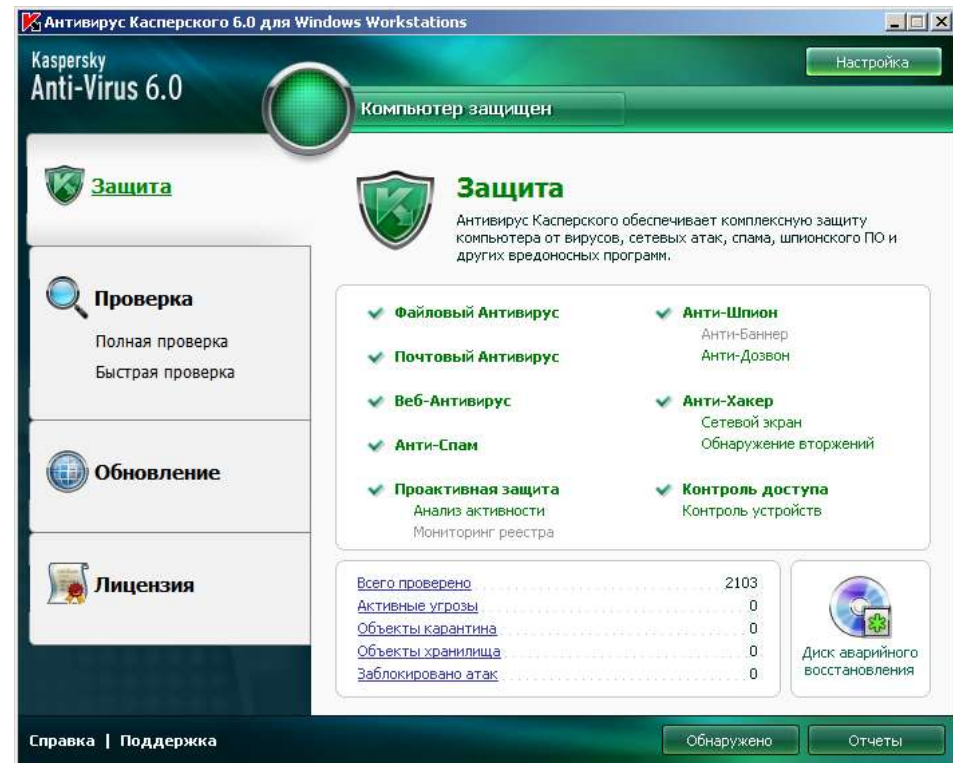 Антивирус Касперского 6.0 для Windows Workstations
Kaspersky
Anti-Virus 6.0
Настройка
Компьютер защищен
Защита
Проверка
Полная проверка
Быстрая проверка
Обновление
Лицензия
Защита
Антивирус Касперского обеспечивает комплексную защиту
компьютера от вирусов, сетевых атак, спама, шпионского ПО и
других вредоносных программ.
Файловый Антивирус
Почтовый Антивирус
Веб-Антивирус
Анти-Спам
Проактивная защита
Анализ активности
Мониторинг реестра
Анти-Шпион
Анти-Баннер
Анти-Дозвон
Анти-Хакер
Сетевой экран
Обнаружение вторжений
Контроль доступа
Контроль устройств
Всего проверено 2103
Активные угрозы 0
Объекты карантина 0
Объекты хранилища 0
Заблокировано атак 0
Диск аварийного
восстановления
Справка | Поддержка
Обнаружено
Отчеты